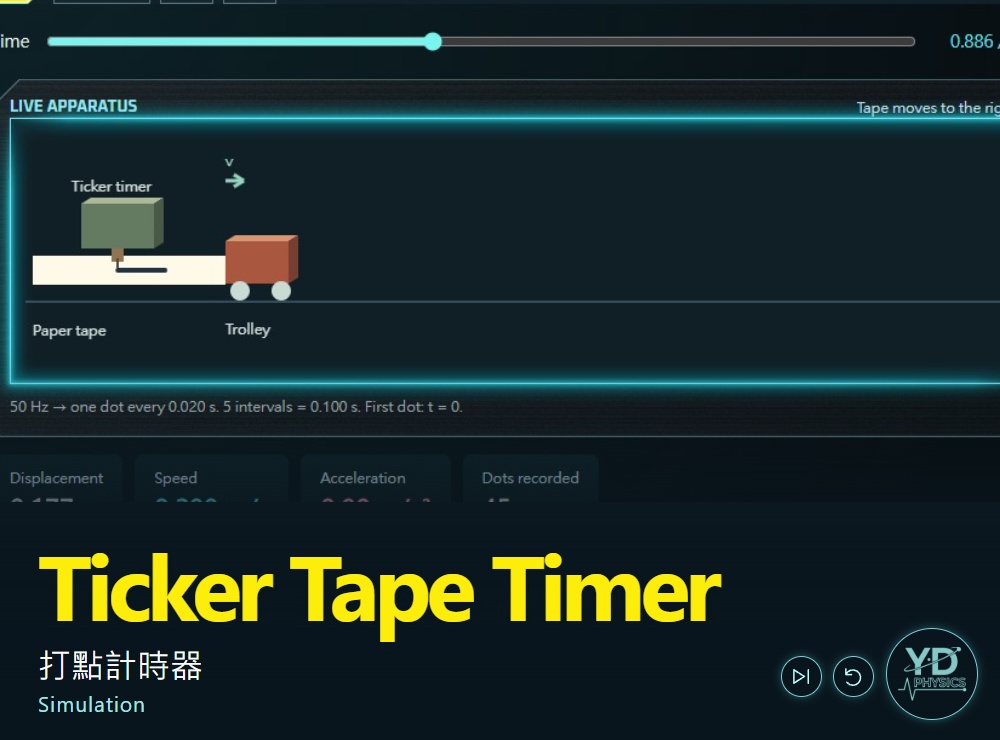 ime 0.886 /
LIVE APPARATUS
Tape moves to the rig
v
Ticker timer
Paper tape
Trolley
50 Hz → one dot every 0.020 s. 5 intervals = 0.100 s. First dot: t = 0.
Displacement Speed Acceleration Dots recorded
Ticker Tape Timer
打點計時器
Simulation
YD
PHYSICS